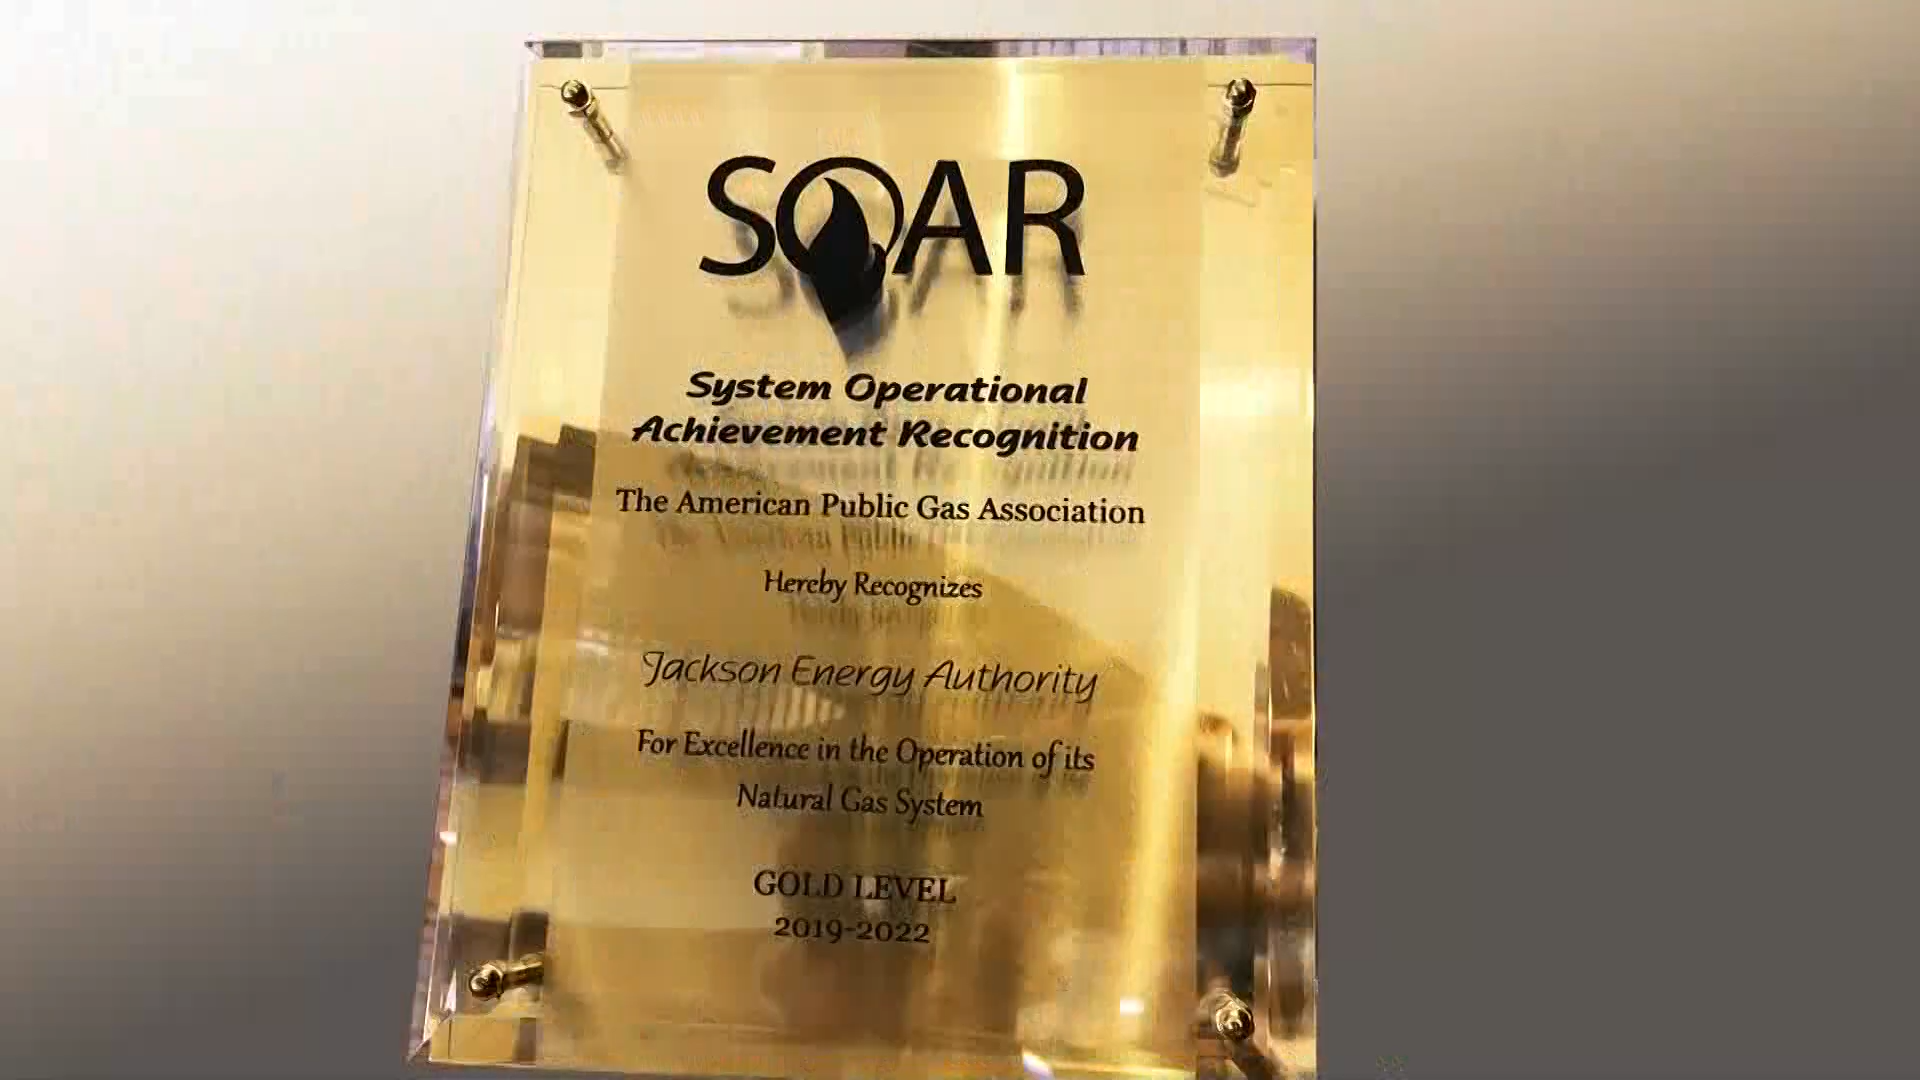 SOAR
System Operational
Achievement Recognition
The American Public Gas Association
Hereby Recognizes
Jackson Energy Authority
For Excellence in the Operation of its
Natural Gas System
GOLD LEVEL
2019-2022